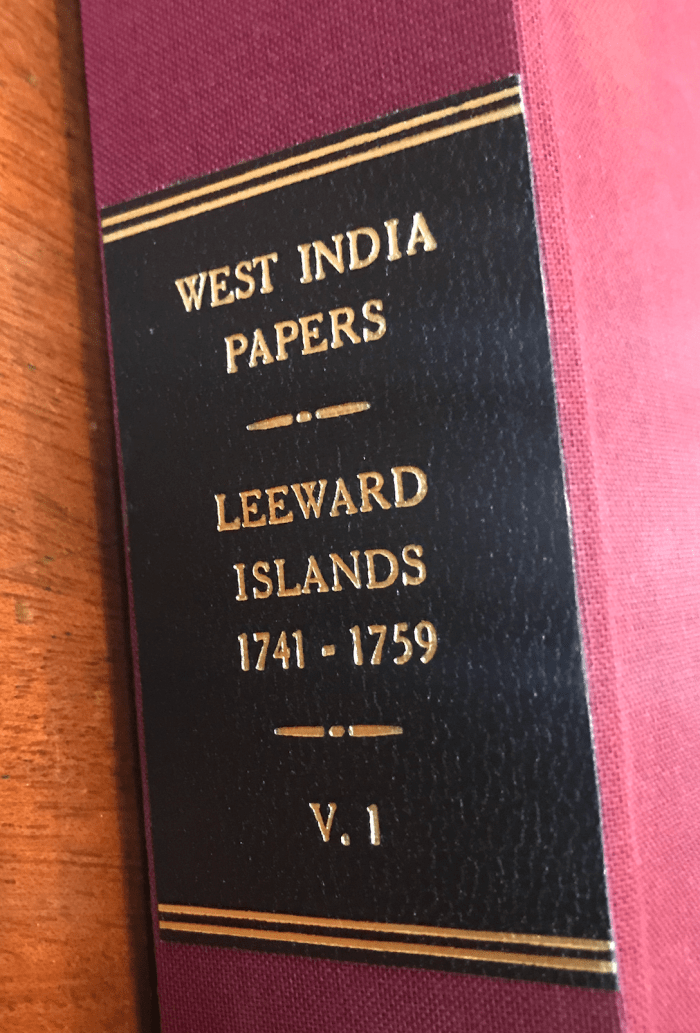 WEST INDIA
PAPERS
LEEWARD
ISLANDS
1741 - 1759
V. 1